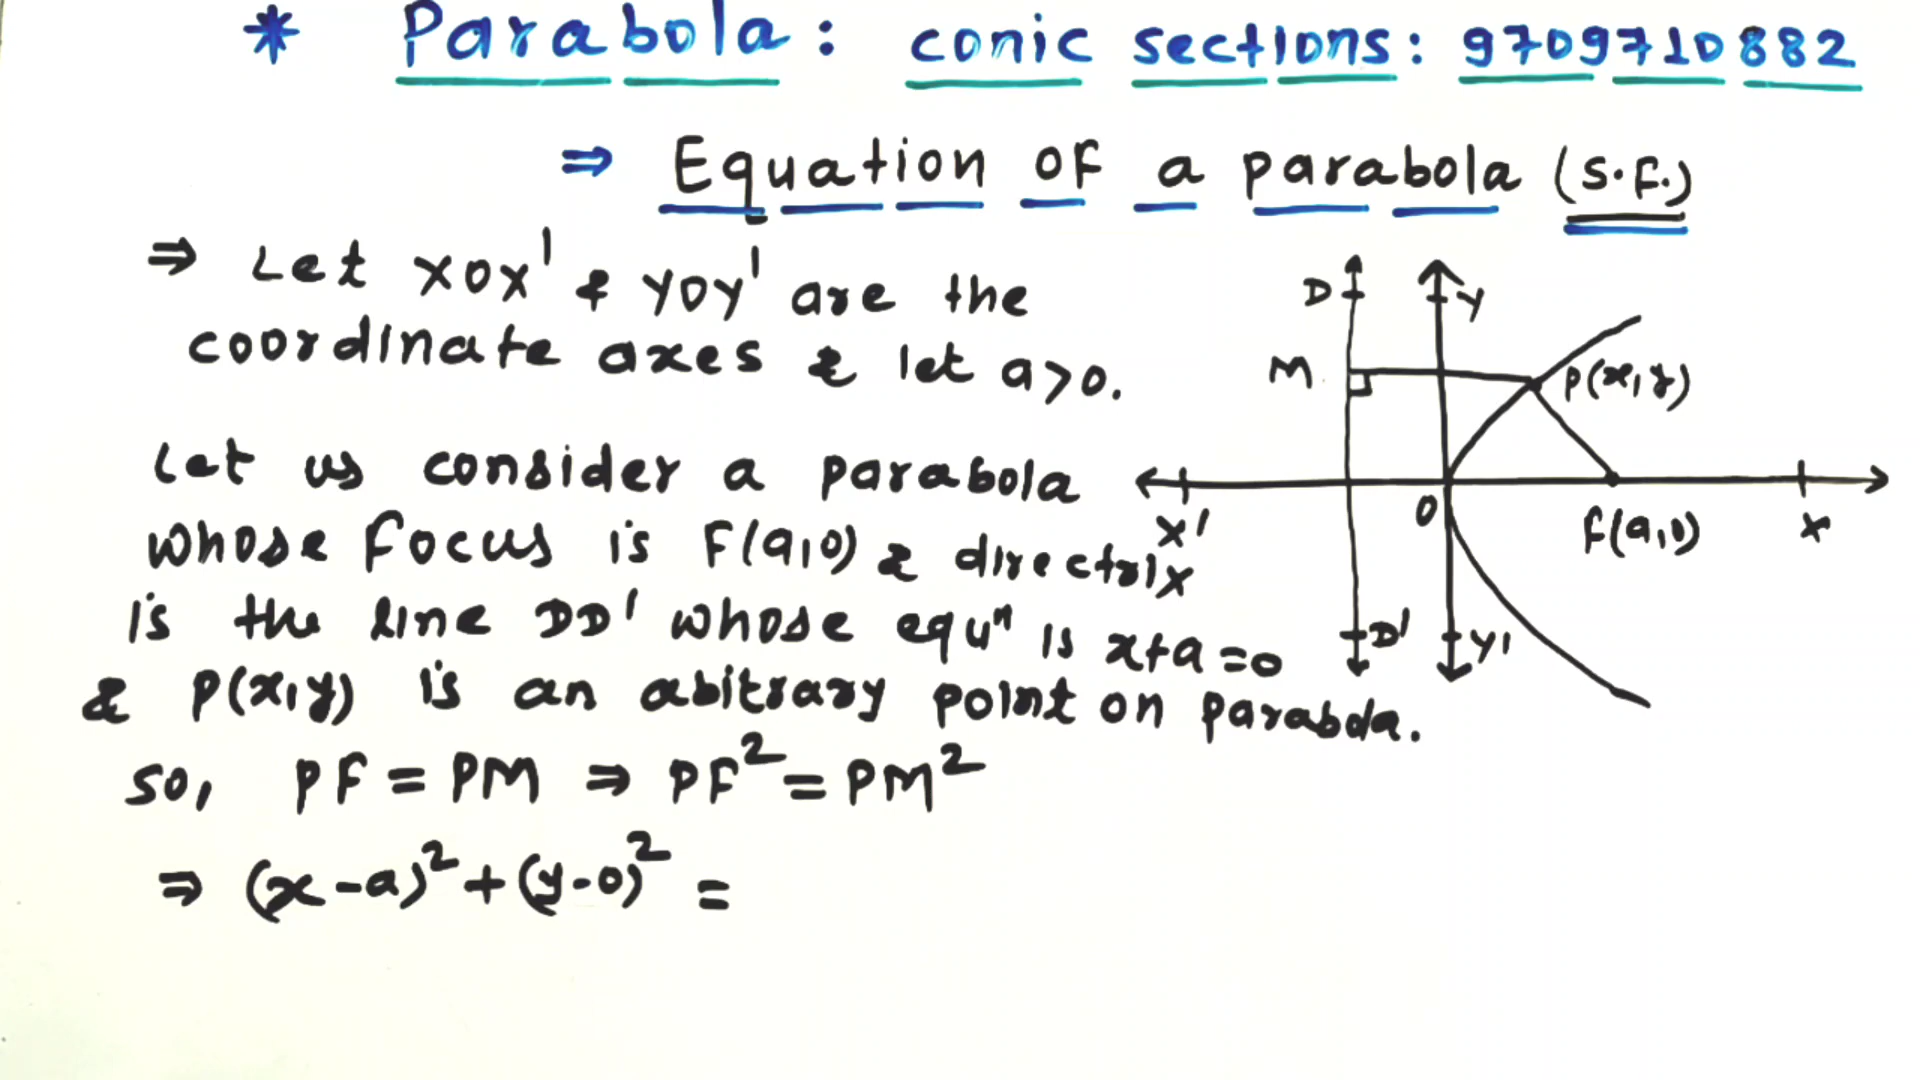 * Parabola: conic sections: 9709710882
⇒ Equation of a parabola (S.F.)
⇒ Let XOX' & YOY' are the
coordinate axes & let a>0.
Let us consider a parabola
whose focus is F(a,0) & directrix
is the line DD' whose equⁿ is x+a=0
& P(x,y) is an abitrary point on parabola.
So, PF = PM ⇒ PF² = PM²
⇒ (x-a)² + (y-0)² =
D
Y
M
P(x,y)
X'
O
F(a,0)
X
D'
Y'